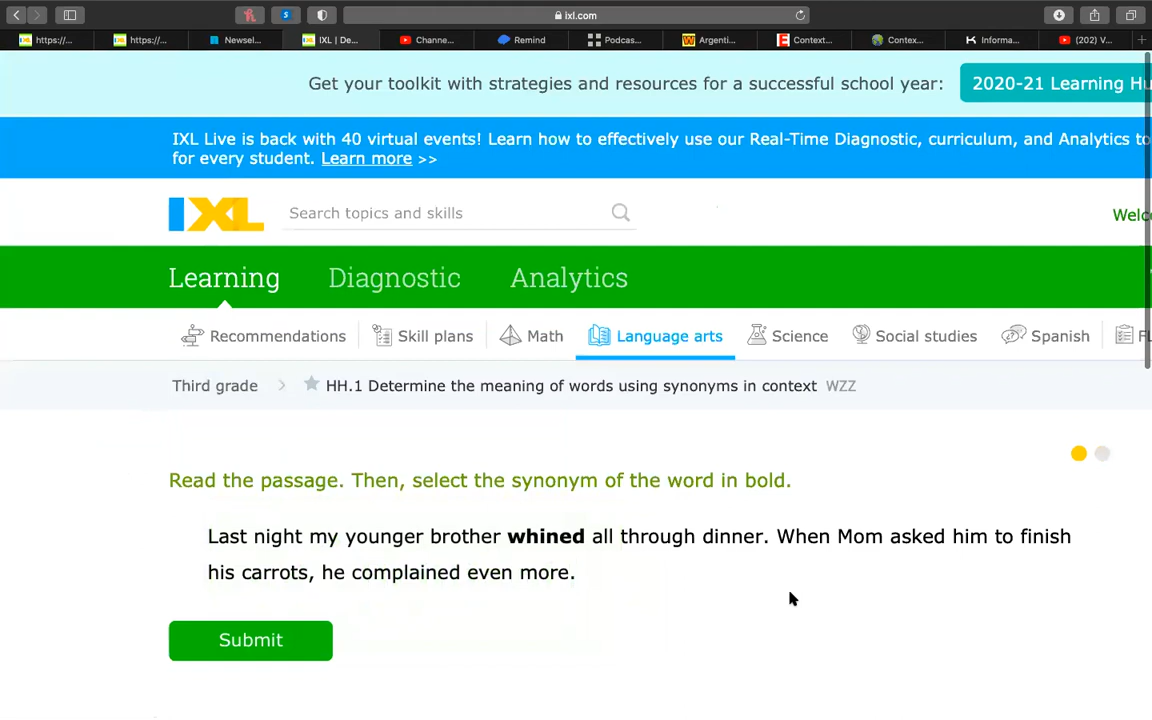 ixl.com
https://... https://... Newsel... IXL | De... Channe... Remind Podcas... Argenti... Context... Contex... Informa... (202) V...
Get your toolkit with strategies and resources for a successful school year: 2020-21 Learning Hu
IXL Live is back with 40 virtual events! Learn how to effectively use our Real-Time Diagnostic, curriculum, and Analytics to
for every student. Learn more >>
IXL Search topics and skills Welc
Learning Diagnostic Analytics
Recommendations Skill plans Math Language arts Science Social studies Spanish
Third grade > HH.1 Determine the meaning of words using synonyms in context WZZ
Read the passage. Then, select the synonym of the word in bold.
Last night my younger brother whined all through dinner. When Mom asked him to finish
his carrots, he complained even more.
Submit